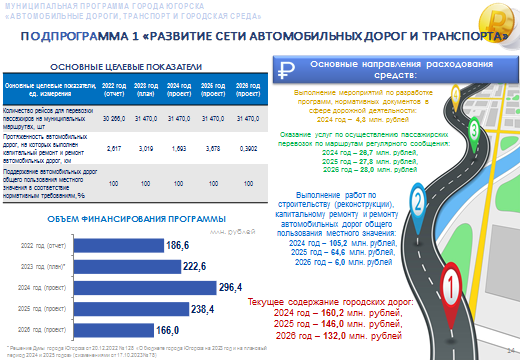 МУНИЦИПАЛЬНАЯ ПРОГРАММА ГОРОДА ЮГОРСКА
«АВТОМОБИЛЬНЫЕ ДОРОГИ, ТРАНСПОРТ И ГОРОДСКАЯ СРЕДА»
ПОДПРОГРАММА 1 «РАЗВИТИЕ СЕТИ АВТОМОБИЛЬНЫХ ДОРОГ И ТРАНСПОРТА»
ОСНОВНЫЕ ЦЕЛЕВЫЕ ПОКАЗАТЕЛИ
Основные целевые показатели, ед. измерения 2022 год (отчет) 2023 год (план) 2024 год (проект) 2025 год (проект) 2026 год (проект)
Количество рейсов для перевозки пассажиров на муниципальных маршрутах, шт 30 266,0 31 470,0 31 470,0 31 470,0 31 470,0
Протяженность автомобильных дорог, на которых выполнен капитальный ремонт и ремонт автомобильных дорог, км 2,617 3,019 1,693 3,678 0,3902
Поддержание автомобильных дорог общего пользования местного значения в соответствие нормативным требованиям, % 100 100 100 100 100
ОБЪЕМ ФИНАНСИРОВАНИЯ ПРОГРАММЫ
млн. рублей
2022 год (отчет) 186,6
2023 год (план)* 222,6
2024 год (проект) 296,4
2025 год (проект) 238,4
2026 год (проект) 166,0
Основные направления расходования
средств:
Выполнение мероприятий по разработке
программ, нормативных документов в
сфере дорожной деятельности:
2024 год –
млн. рублей
Оказание услуг по осуществлению пассажирских
перевозок по маршрутам регулярного сообщения:
2024 год – 26,7 млн. рублей,
2025 год – 27,8 млн. рублей,
2026 год – 28,0 млн. рублей
3
Выполнение работ по
строительству (реконструкции),
капитальному ремонту и ремонту
автомобильных дорог общего
пользования местного значения:
2024 год – 105,2 млн. рублей,
2025 год – 64,6 млн. рублей,
2026 год – 6,0 млн. рублей
2
Текущее содержание городских дорог:
2024 год – 160,2 млн. рублей,
2025 год – 146,0 млн. рублей,
2026 год – 132,0 млн. рублей
1